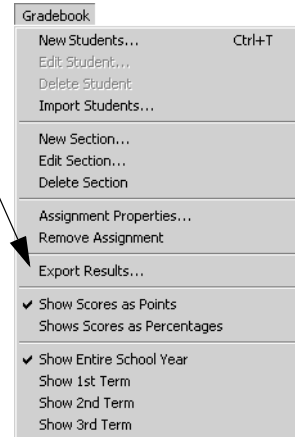 Gradebook
New Students... Ctrl+T
Edit Student...
Delete Student
Import Students...
New Section...
Edit Section...
Delete Section
Assignment Properties...
Remove Assignment
Export Results...
✔ Show Scores as Points
Shows Scores as Percentages
✔ Show Entire School Year
Show 1st Term
Show 2nd Term
Show 3rd Term